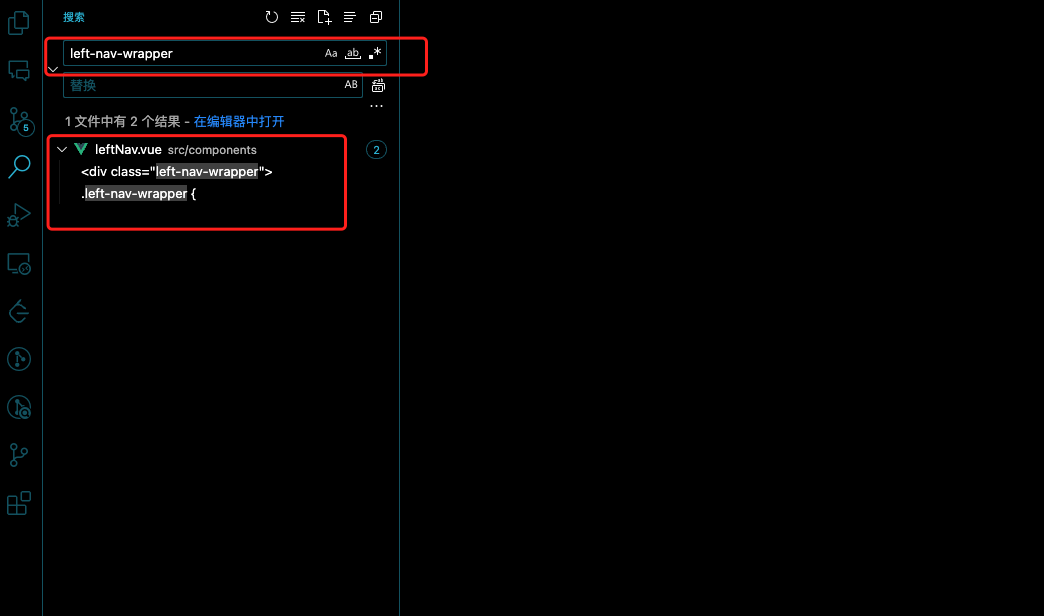 搜索
left-nav-wrapper Aa ab *
替换 AB
5
1 文件中有 2 个结果 - 在编辑器中打开
leftNav.vue src/components 2
<div class="left-nav-wrapper">
.left-nav-wrapper {